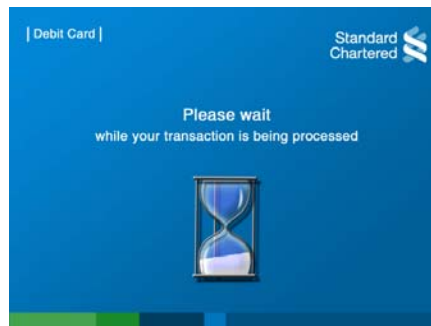 | Debit Card |
Standard
Chartered
Please wait
while your transaction is being processed